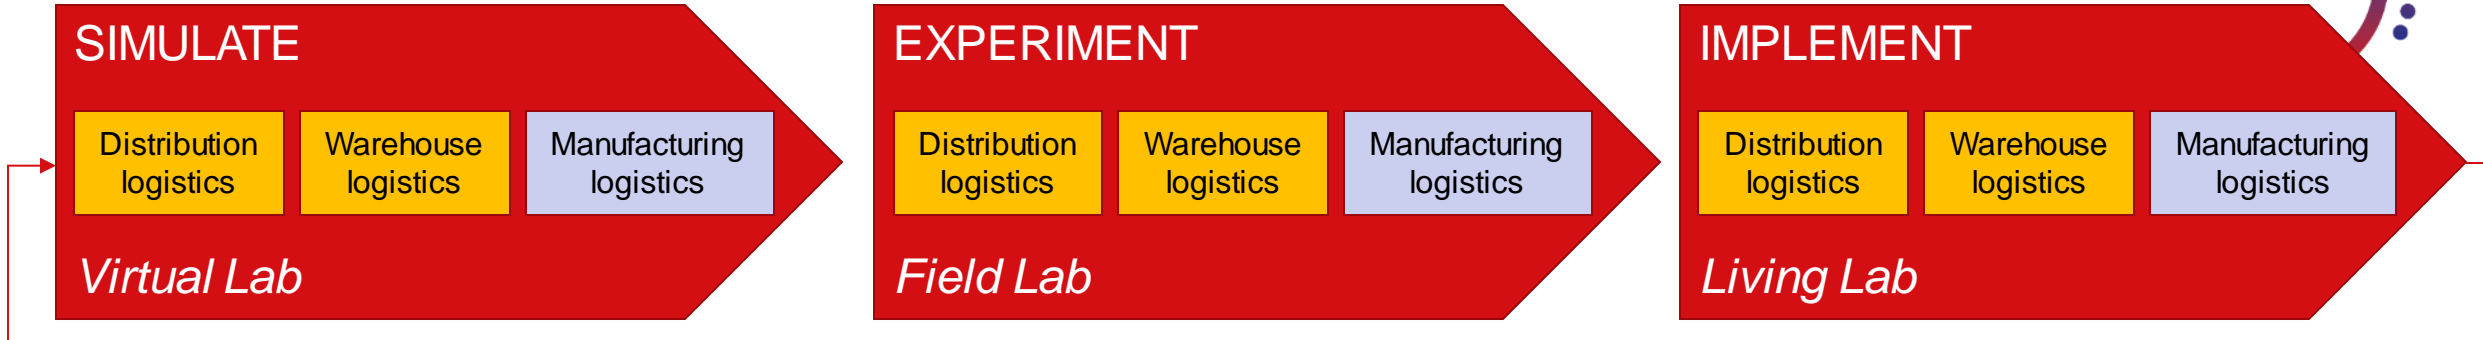 SIMULATE
Distribution
logistics
Warehouse
logistics
Manufacturing
logistics
Virtual Lab
EXPERIMENT
Distribution
logistics
Warehouse
logistics
Manufacturing
logistics
Field Lab
IMPLEMENT
Distribution
logistics
Warehouse
logistics
Manufacturing
logistics
Living Lab